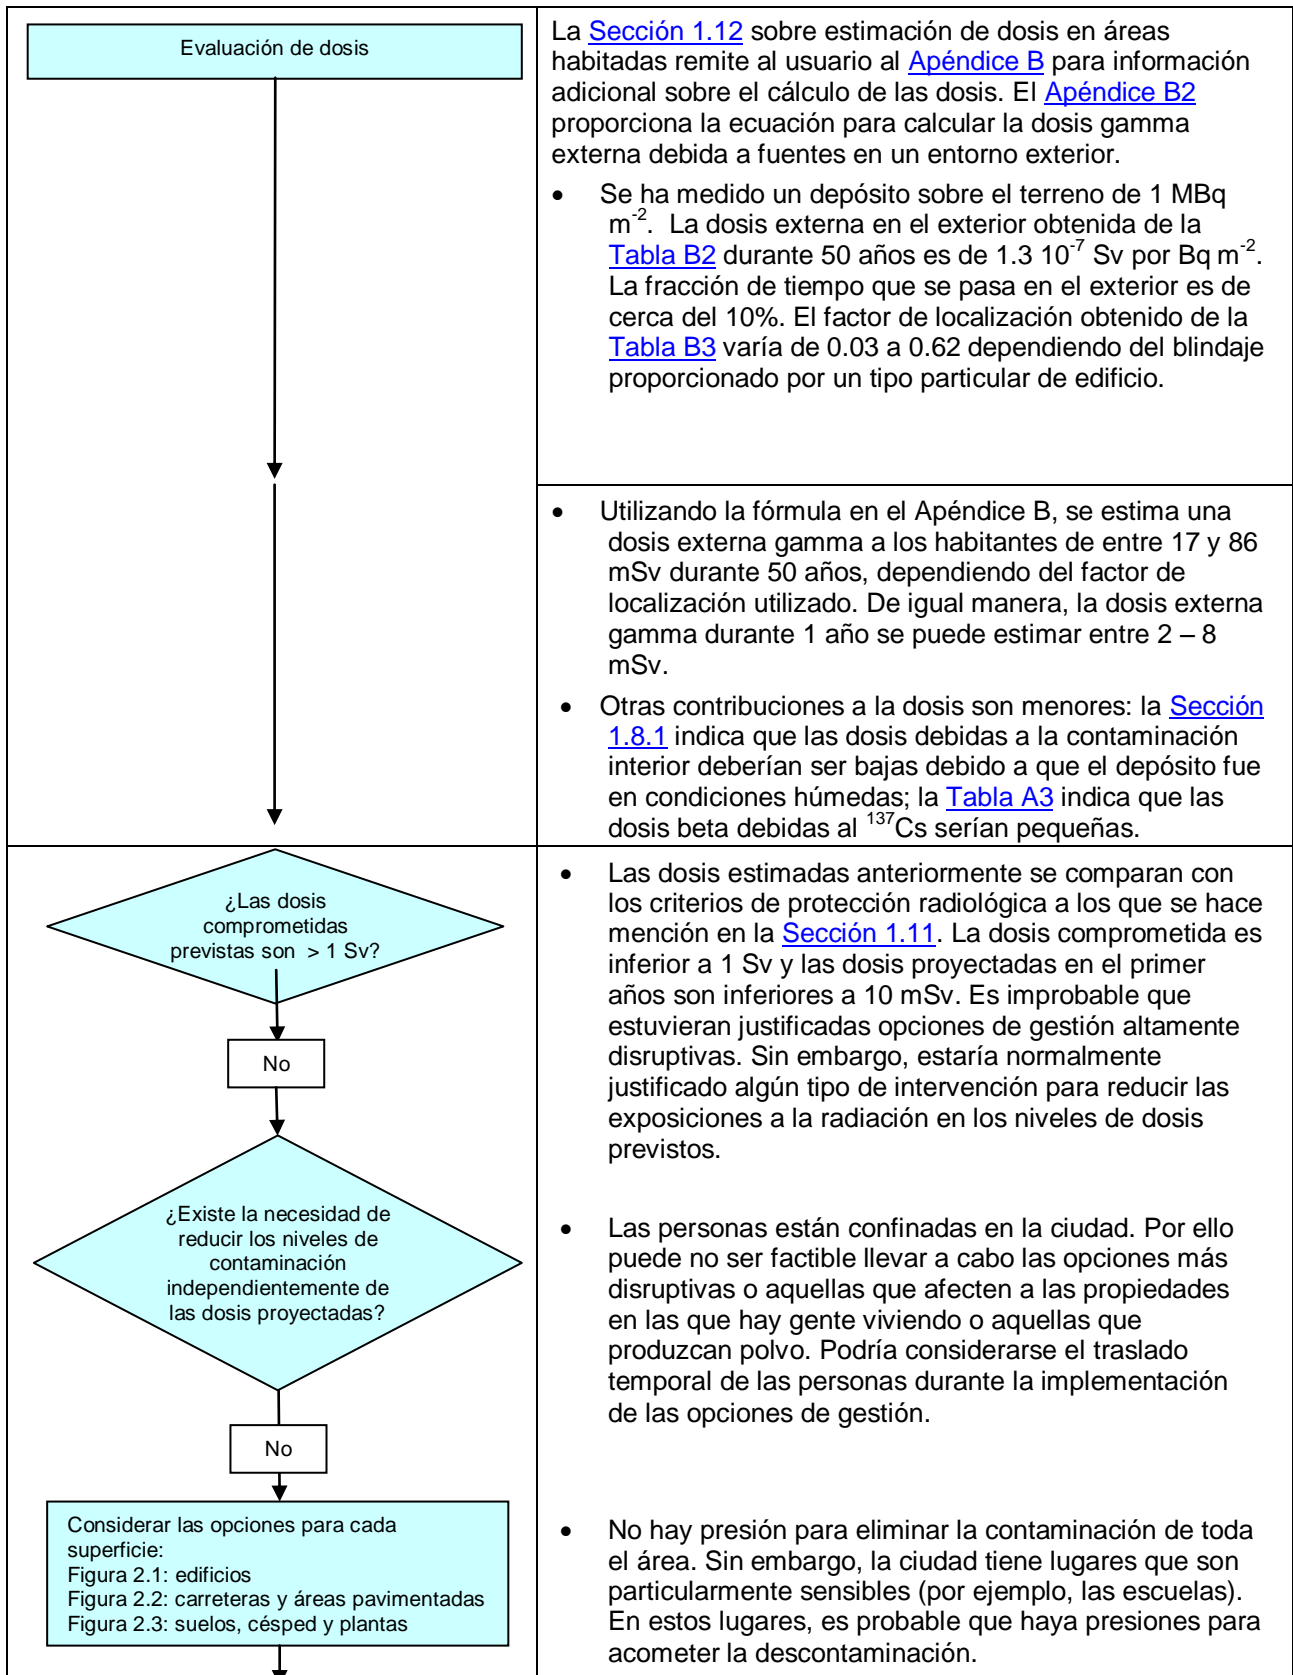 Evaluación de dosis
La Sección 1.12 sobre estimación de dosis en áreas
habitadas remite al usuario al Apéndice B para información
adicional sobre el cálculo de las dosis. El Apéndice B2
proporciona la ecuación para calcular la dosis gamma
externa debida a fuentes en un entorno exterior.
• Se ha medido un depósito sobre el terreno de 1 MBq
m⁻². La dosis externa en el exterior obtenida de la
Tabla B2 durante 50 años es de 1.3 10⁻⁷ Sv por Bq m⁻².
La fracción de tiempo que se pasa en el exterior es de
cerca del 10%. El factor de localización obtenido de la
Tabla B3 varía de 0.03 a 0.62 dependiendo del blindaje
proporcionado por un tipo particular de edificio.
• Utilizando la fórmula en el Apéndice B, se estima una
dosis externa gamma a los habitantes de entre 17 y 86
mSv durante 50 años, dependiendo del factor de
localización utilizado. De igual manera, la dosis externa
gamma durante 1 año se puede estimar entre 2 – 8
mSv.
• Otras contribuciones a la dosis son menores: la Sección
1.8.1 indica que las dosis debidas a la contaminación
interior deberían ser bajas debido a que el depósito fue
en condiciones húmedas; la Tabla A3 indica que las
dosis beta debidas al ¹³⁷Cs serían pequeñas.
¿Las dosis
comprometidas
previstas son > 1 Sv?
No
• Las dosis estimadas anteriormente se comparan con
los criterios de protección radiológica a los que se hace
mención en la Sección 1.11. La dosis comprometida es
inferior a 1 Sv y las dosis proyectadas en el primer
años son inferiores a 10 mSv. Es improbable que
estuvieran justificadas opciones de gestión altamente
disruptivas. Sin embargo, estaría normalmente
justificado algún tipo de intervención para reducir las
exposiciones a la radiación en los niveles de dosis
previstos.
¿Existe la necesidad de
reducir los niveles de
contaminación
independientemente de
las dosis proyectadas?
No
• Las personas están confinadas en la ciudad. Por ello
puede no ser factible llevar a cabo las opciones más
disruptivas o aquellas que afecten a las propiedades
en las que hay gente viviendo o aquellas que
produzcan polvo. Podría considerarse el traslado
temporal de las personas durante la implementación
de las opciones de gestión.
Considerar las opciones para cada
superficie:
Figura 2.1: edificios
Figura 2.2: carreteras y áreas pavimentadas
Figura 2.3: suelos, césped y plantas
• No hay presión para eliminar la contaminación de toda
el área. Sin embargo, la ciudad tiene lugares que son
particularmente sensibles (por ejemplo, las escuelas).
En estos lugares, es probable que haya presiones para
acometer la descontaminación.